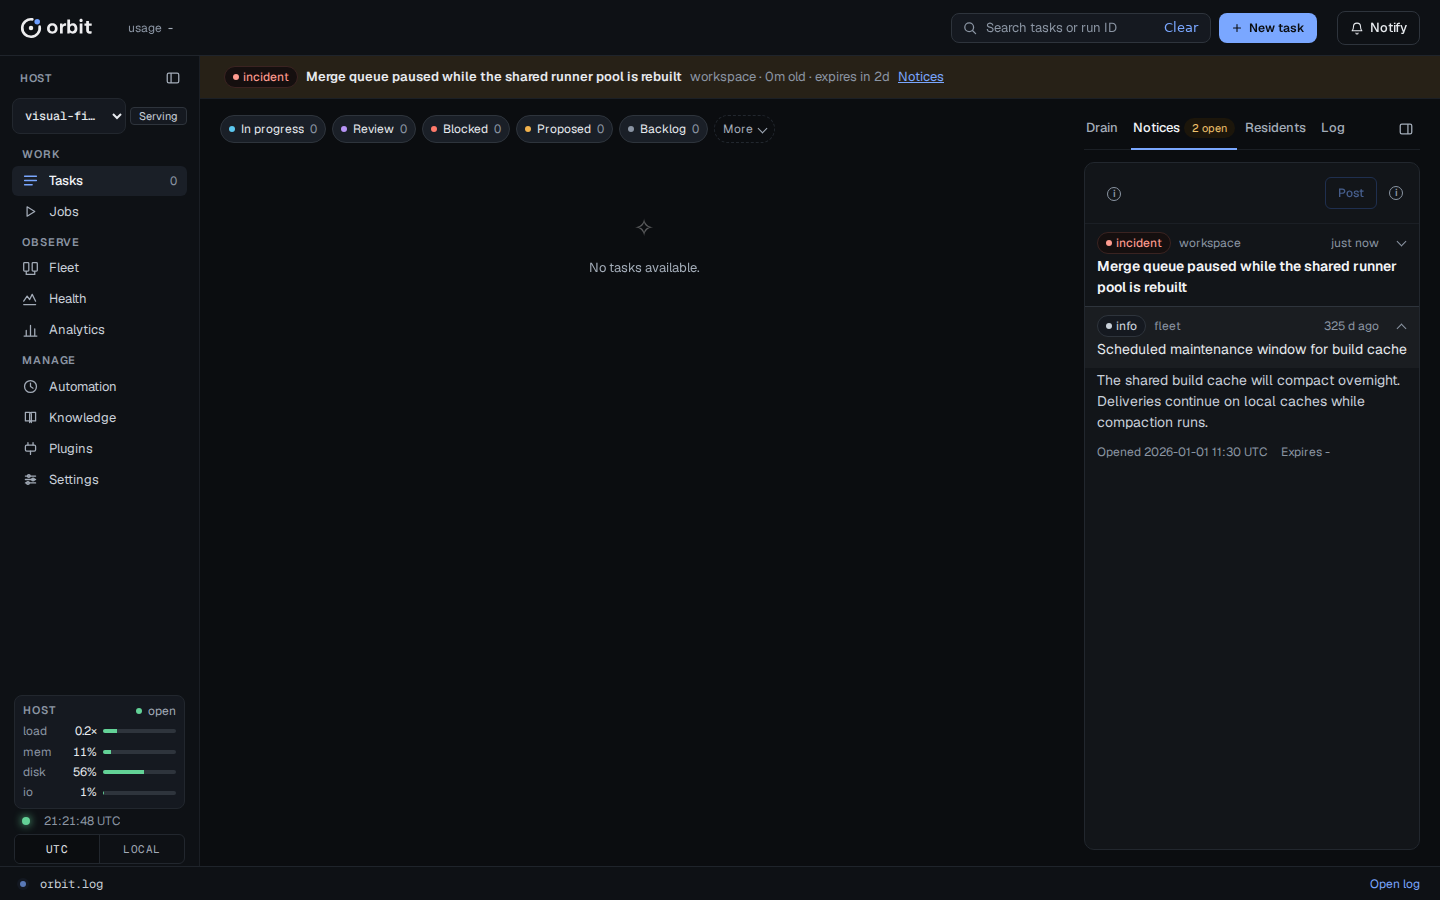 orbit
usage -
Search tasks or run ID
Clear
+ New task
Notify
HOST
visual-fi…
Serving
WORK
Tasks 0
Jobs
OBSERVE
Fleet
Health
Analytics
MANAGE
Automation
Knowledge
Plugins
Settings
HOST open
load 0.2×
mem 11%
disk 56%
io 1%
21:21:48 UTC
UTC LOCAL
incident Merge queue paused while the shared runner pool is rebuilt workspace · 0m old · expires in 2d Notices
In progress 0 Review 0 Blocked 0 Proposed 0 Backlog 0 More
No tasks available.
Drain Notices 2 open Residents Log
Post
incident workspace just now
Merge queue paused while the shared runner
pool is rebuilt
info fleet 325 d ago
Scheduled maintenance window for build cache
The shared build cache will compact overnight.
Deliveries continue on local caches while
compaction runs.
Opened 2026-01-01 11:30 UTC Expires -
orbit.log
Open log